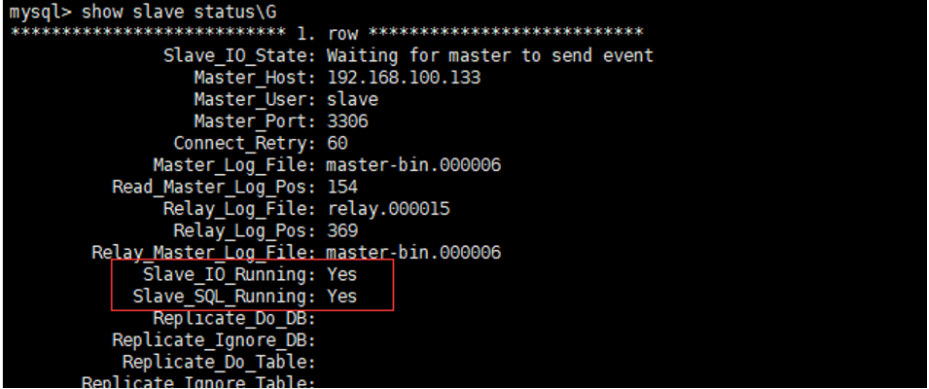 mysql> show slave status\G
*************************** 1. row ***************************
Slave_IO_State: Waiting for master to send event
Master_Host: 192.168.100.133
Master_User: slave
Master_Port: 3306
Connect_Retry: 60
Master_Log_File: master-bin.000006
Read_Master_Log_Pos: 154
Relay_Log_File: relay.000015
Relay_Log_Pos: 369
Relay_Master_Log_File: master-bin.000006
Slave_IO_Running: Yes
Slave_SQL_Running: Yes
Replicate_Do_DB:
Replicate_Ignore_DB:
Replicate_Do_Table:
Replicate_Ignore_Table: